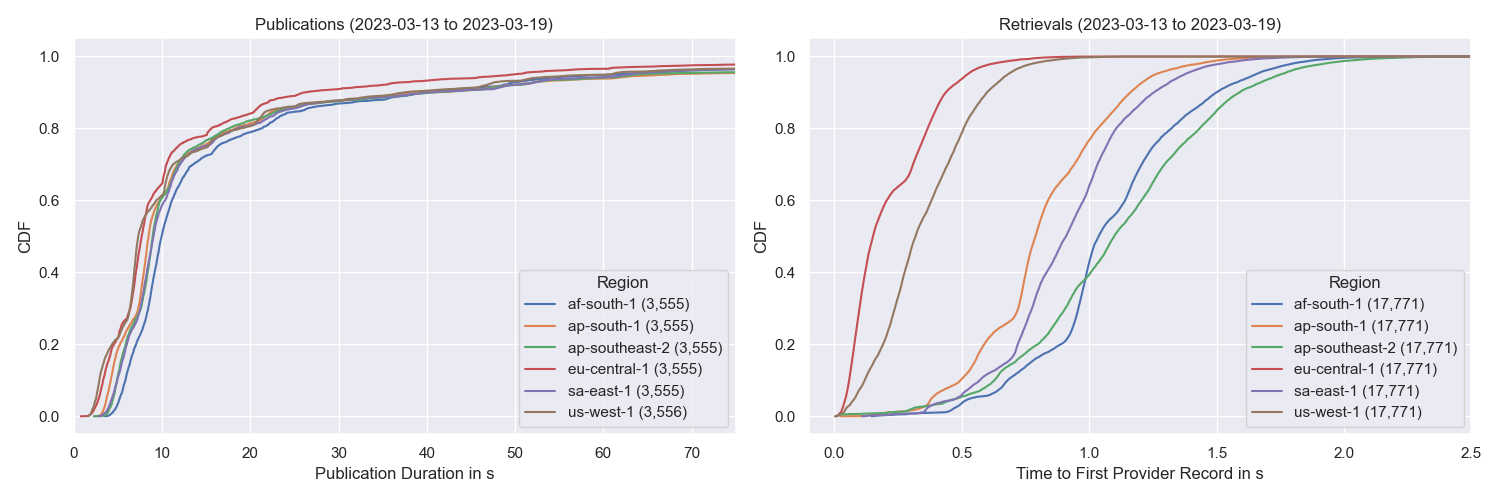 Publications (2023-03-13 to 2023-03-19)
1.0
0.8
0.6
0.4
0.2
0.0
CDF
0
10
20
30
40
50
60
70
Publication Duration in s
Region
af-south-1 (3,555)
ap-south-1 (3,555)
ap-southeast-2 (3,555)
eu-central-1 (3,555)
sa-east-1 (3,555)
us-west-1 (3,556)
Retrievals (2023-03-13 to 2023-03-19)
1.0
0.8
0.6
0.4
0.2
0.0
CDF
0.0
0.5
1.0
1.5
2.0
2.5
Time to First Provider Record in s
Region
af-south-1 (17,771)
ap-south-1 (17,771)
ap-southeast-2 (17,771)
eu-central-1 (17,771)
sa-east-1 (17,771)
us-west-1 (17,771)